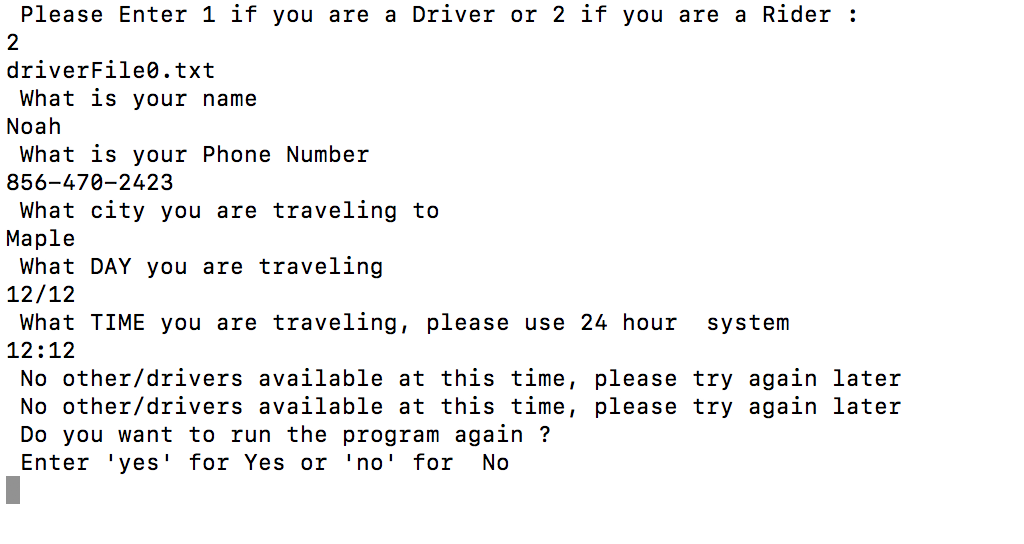 Please Enter 1 if you are a Driver or 2 if you are a Rider :
2
driverFile0.txt
What is your name
Noah
What is your Phone Number
856-470-2423
What city you are traveling to
Maple
What DAY you are traveling
12/12
What TIME you are traveling, please use 24 hour  system
12:12
No other/drivers available at this time, please try again later
No other/drivers available at this time, please try again later
Do you want to run the program again ?
Enter 'yes' for Yes or 'no' for  No